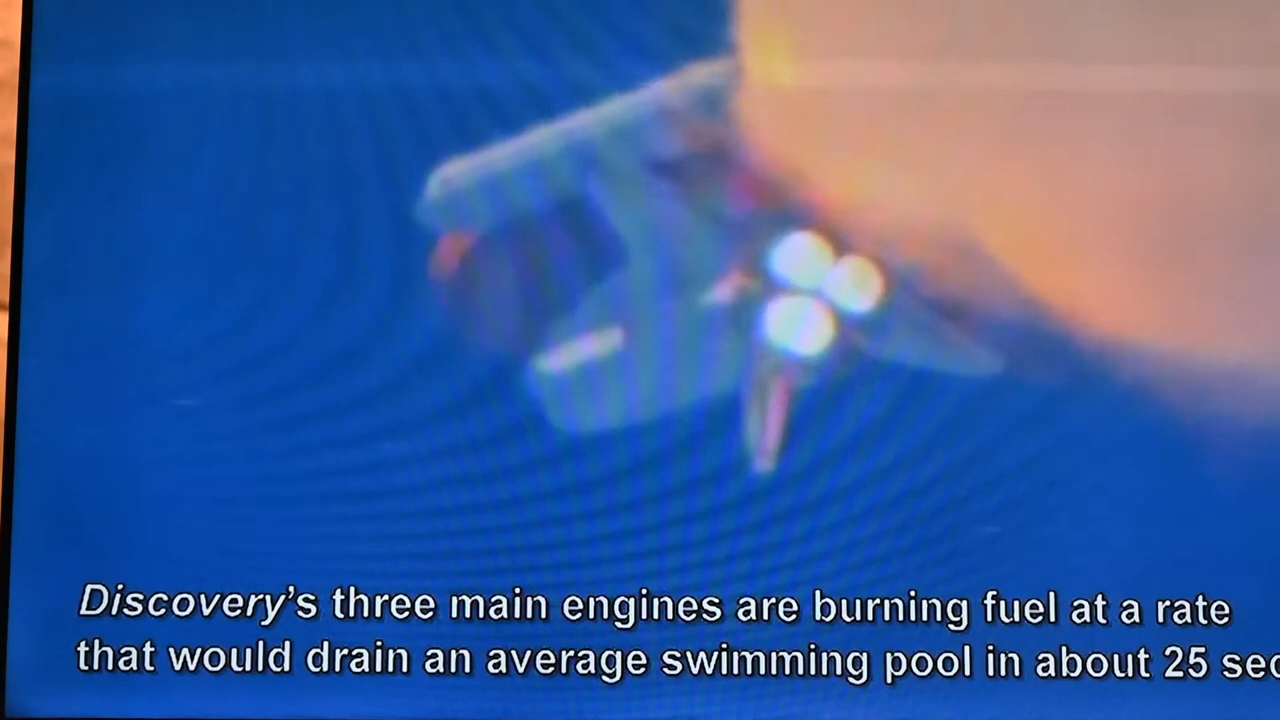 Discovery's three main engines are burning fuel at a rate
that would drain an average swimming pool in about 25 sec